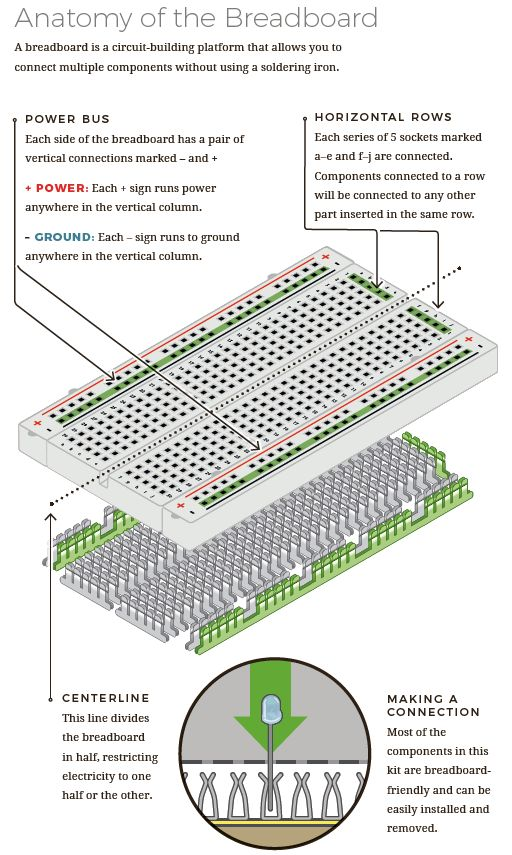 Anatomy of the Breadboard
A breadboard is a circuit-building platform that allows you to
connect multiple components without using a soldering iron.
POWER BUS
Each side of the breadboard has a pair of
vertical connections marked – and +
+ POWER: Each + sign runs power
anywhere in the vertical column.
– GROUND: Each – sign runs to ground
anywhere in the vertical column.
HORIZONTAL ROWS
Each series of 5 sockets marked
a–e and f–j are connected.
Components connected to a row
will be connected to any other
part inserted in the same row.
CENTERLINE
This line divides
the breadboard
in half, restricting
electricity to one
half or the other.
MAKING A
CONNECTION
Most of the
components in this
kit are breadboard-
friendly and can be
easily installed and
removed.